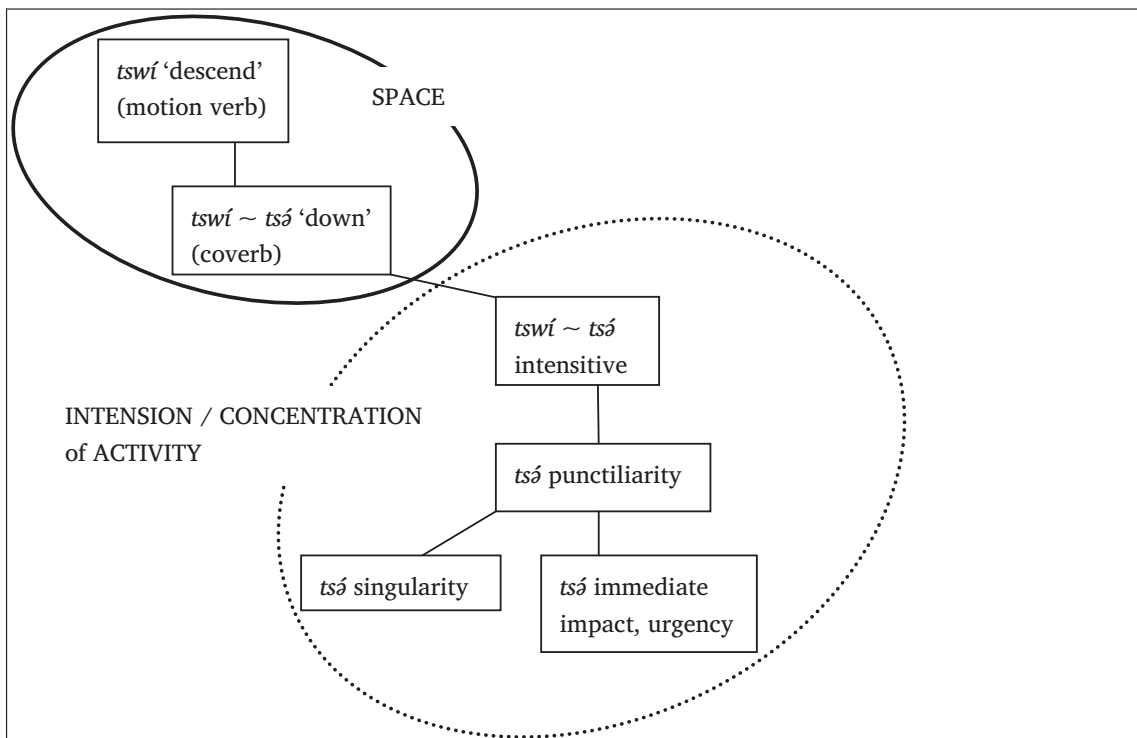 tswí ‘descend’
(motion verb)
SPACE
tswí ~ tsə́ ‘down’
(coverb)
tswí ~ tsə́
intensitive
INTENSION / CONCENTRATION
of ACTIVITY
tsə́ punctiliarity
tsə́ singularity
tsə́ immediate
impact, urgency